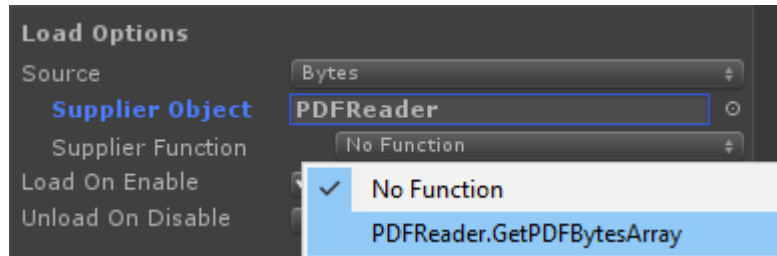 Load Options
Source Bytes
Supplier Object PDFReader
Supplier Function No Function
Load On Enable
No Function
Unload On Disable
PDFReader.GetPDFBytesArray